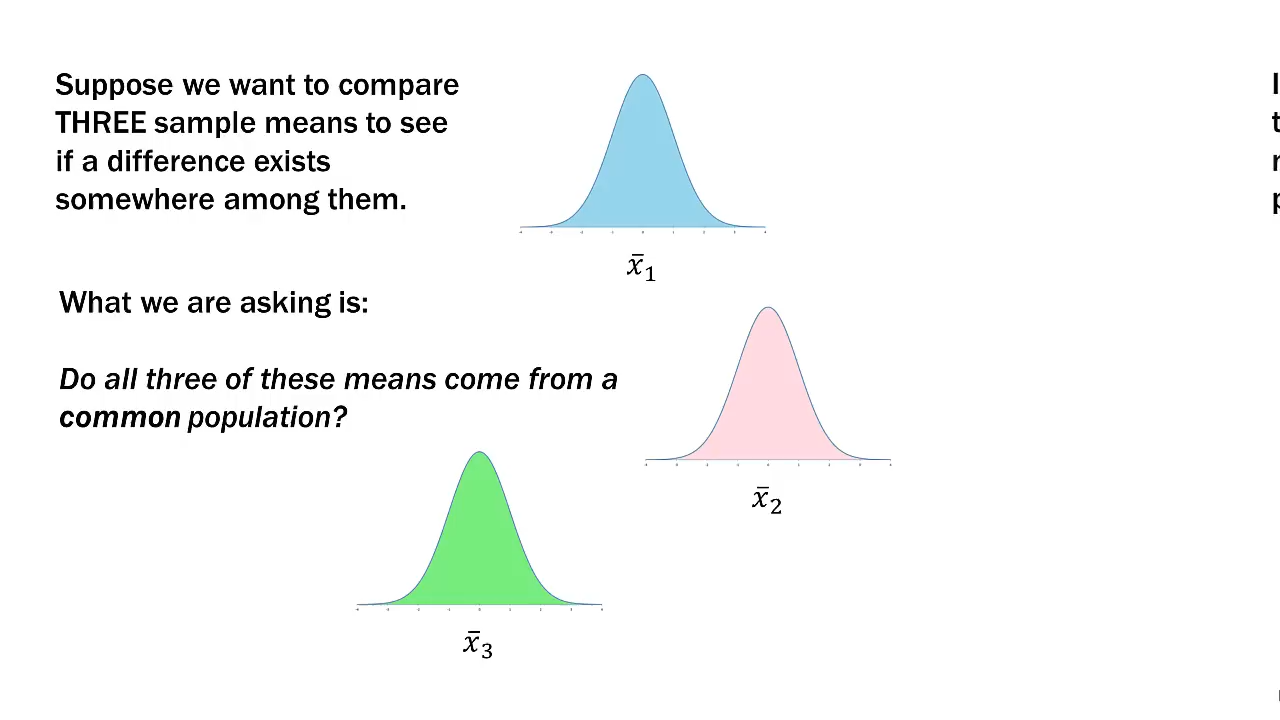 Suppose we want to compare
THREE sample means to see
if a difference exists
somewhere among them.
x̄₁
What we are asking is:
Do all three of these means come from a
common population?
x̄₂
x̄₃